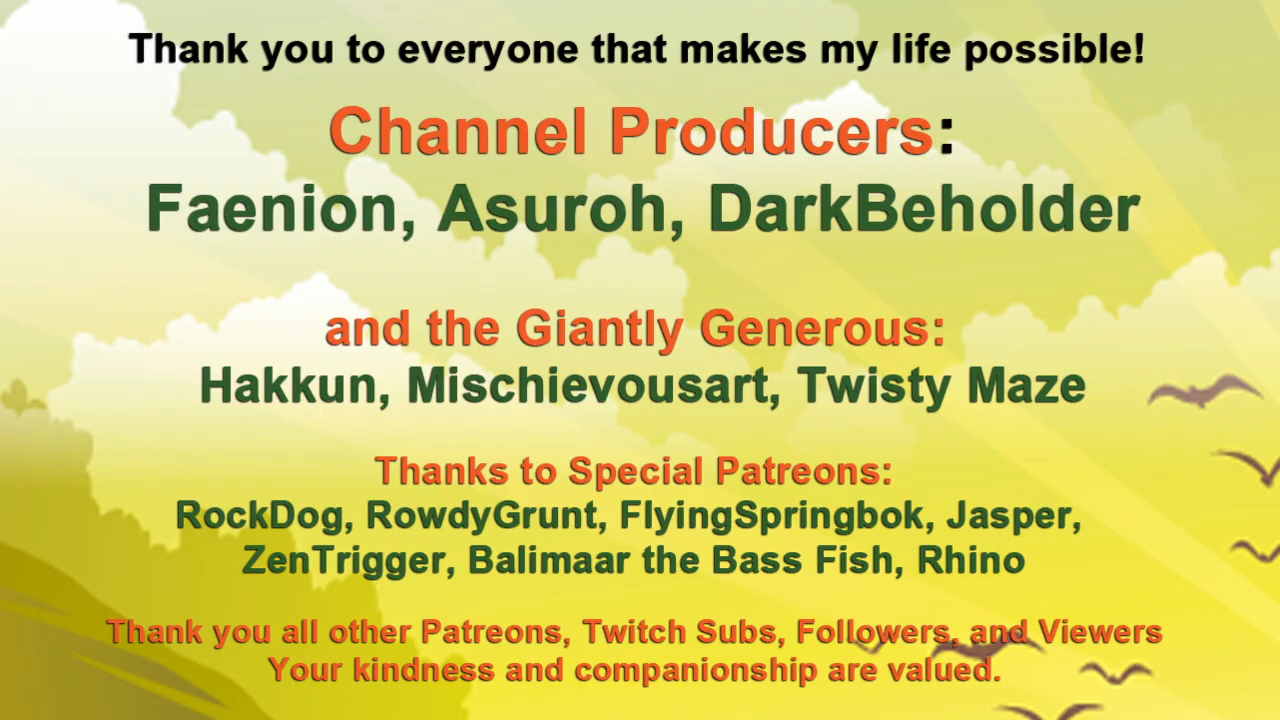 Thank you to everyone that makes my life possible!
Channel Producers:
Faenion, Asuroh, DarkBeholder
and the Giantly Generous:
Hakkun, Mischievousart, Twisty Maze
Thanks to Special Patreons:
RockDog, RowdyGrunt, FlyingSpringbok, Jasper,
ZenTrigger, Balimaar the Bass Fish, Rhino
Thank you all other Patreons, Twitch Subs, Followers, and Viewers
Your kindness and companionship are valued.